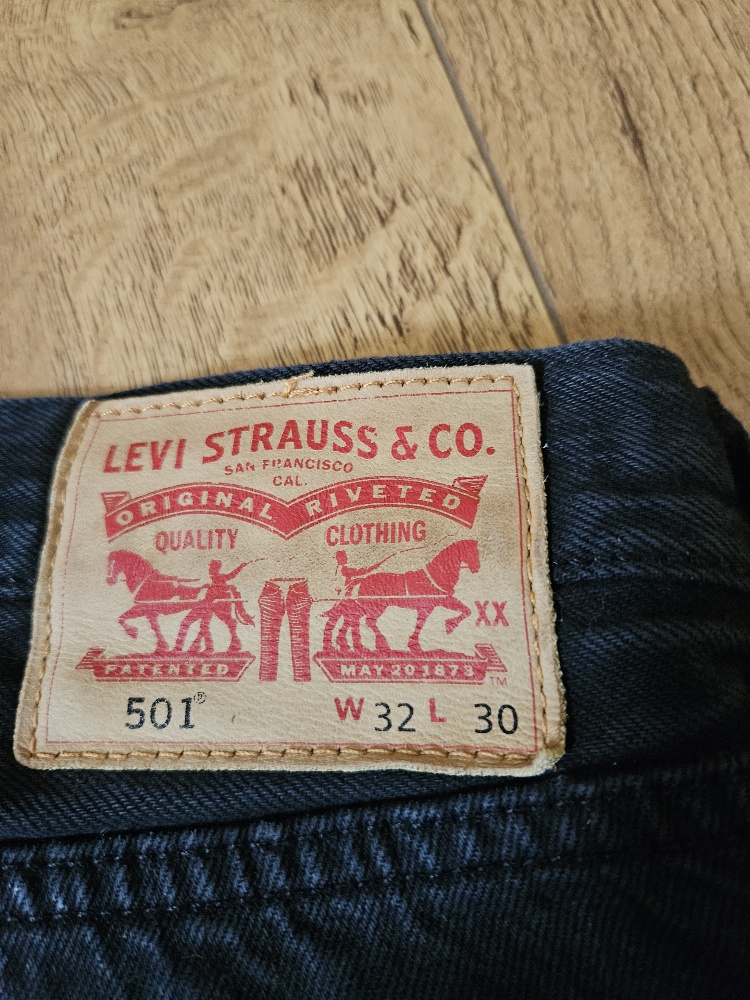 LEVI STRAUSS & CO.
SAN FRANCISCO
CAL.
ORIGINAL RIVETED
QUALITY CLOTHING
XX
PATENTED MAY 20 1873 ™
501® W 32 L 30